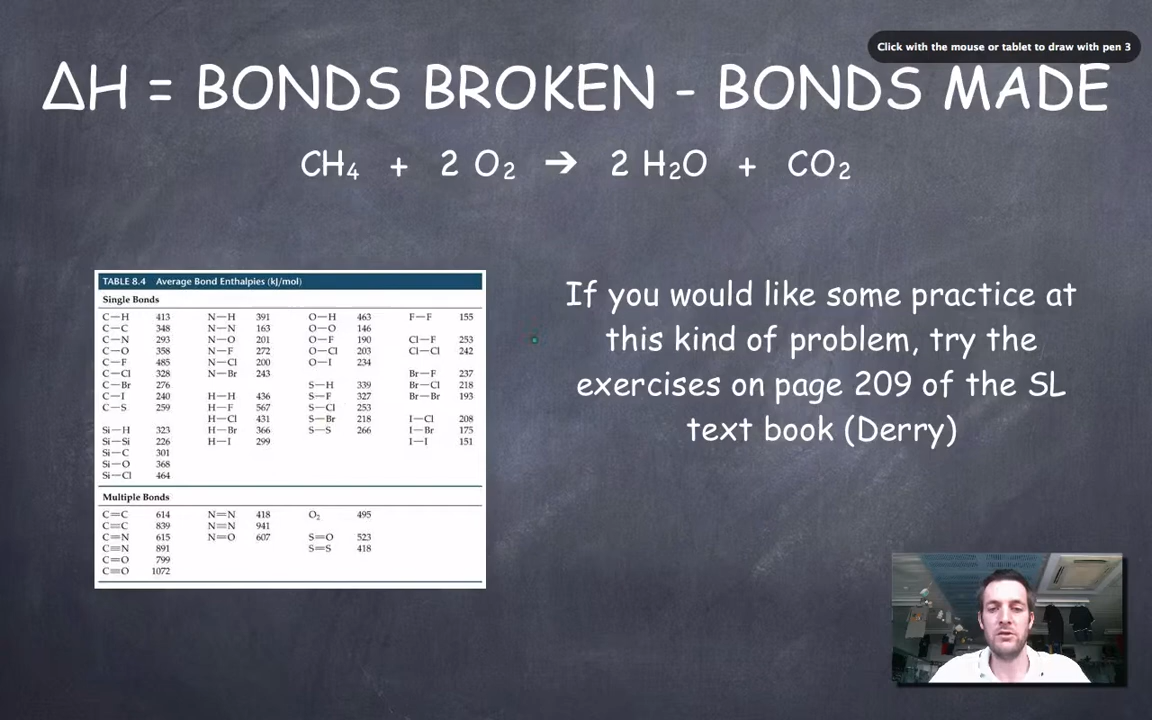 Click with the mouse or tablet to draw with pen 3
ΔH = BONDS BROKEN - BONDS MADE
CH₄ + 2 O₂ → 2 H₂O + CO₂
TABLE 8.4 Average Bond Enthalpies (kJ/mol)
Single Bonds
C—H 413 N—H 391 O—H 463 F—F 155
C—C 348 N—N 163 O—O 146
C—N 293 N—O 201 O—F 190 Cl—F 253
C—O 358 N—F 272 O—Cl 203 Cl—Cl 242
C—F 485 N—Cl 200 O—I 234
C—Cl 328 N—Br 243 Br—F 237
C—Br 276 S—H 339 Br—Cl 218
C—I 240 H—H 436 S—F 327 Br—Br 193
C—S 259 H—F 567 S—Cl 253
H—Cl 431 S—Br 218 I—Cl 208
Si—H 323 H—Br 366 S—S 266 I—Br 175
Si—Si 226 H—I 299 I—I 151
Si—C 301
Si—O 368
Si—Cl 464
Multiple Bonds
C=C 614 N=N 418 O₂ 495
C≡C 839 N≡N 941
C=N 615 N=O 607 S=O 523
C≡N 891 S=S 418
C=O 799
C≡O 1072
If you would like some practice at
this kind of problem, try the
exercises on page 209 of the SL
text book (Derry)